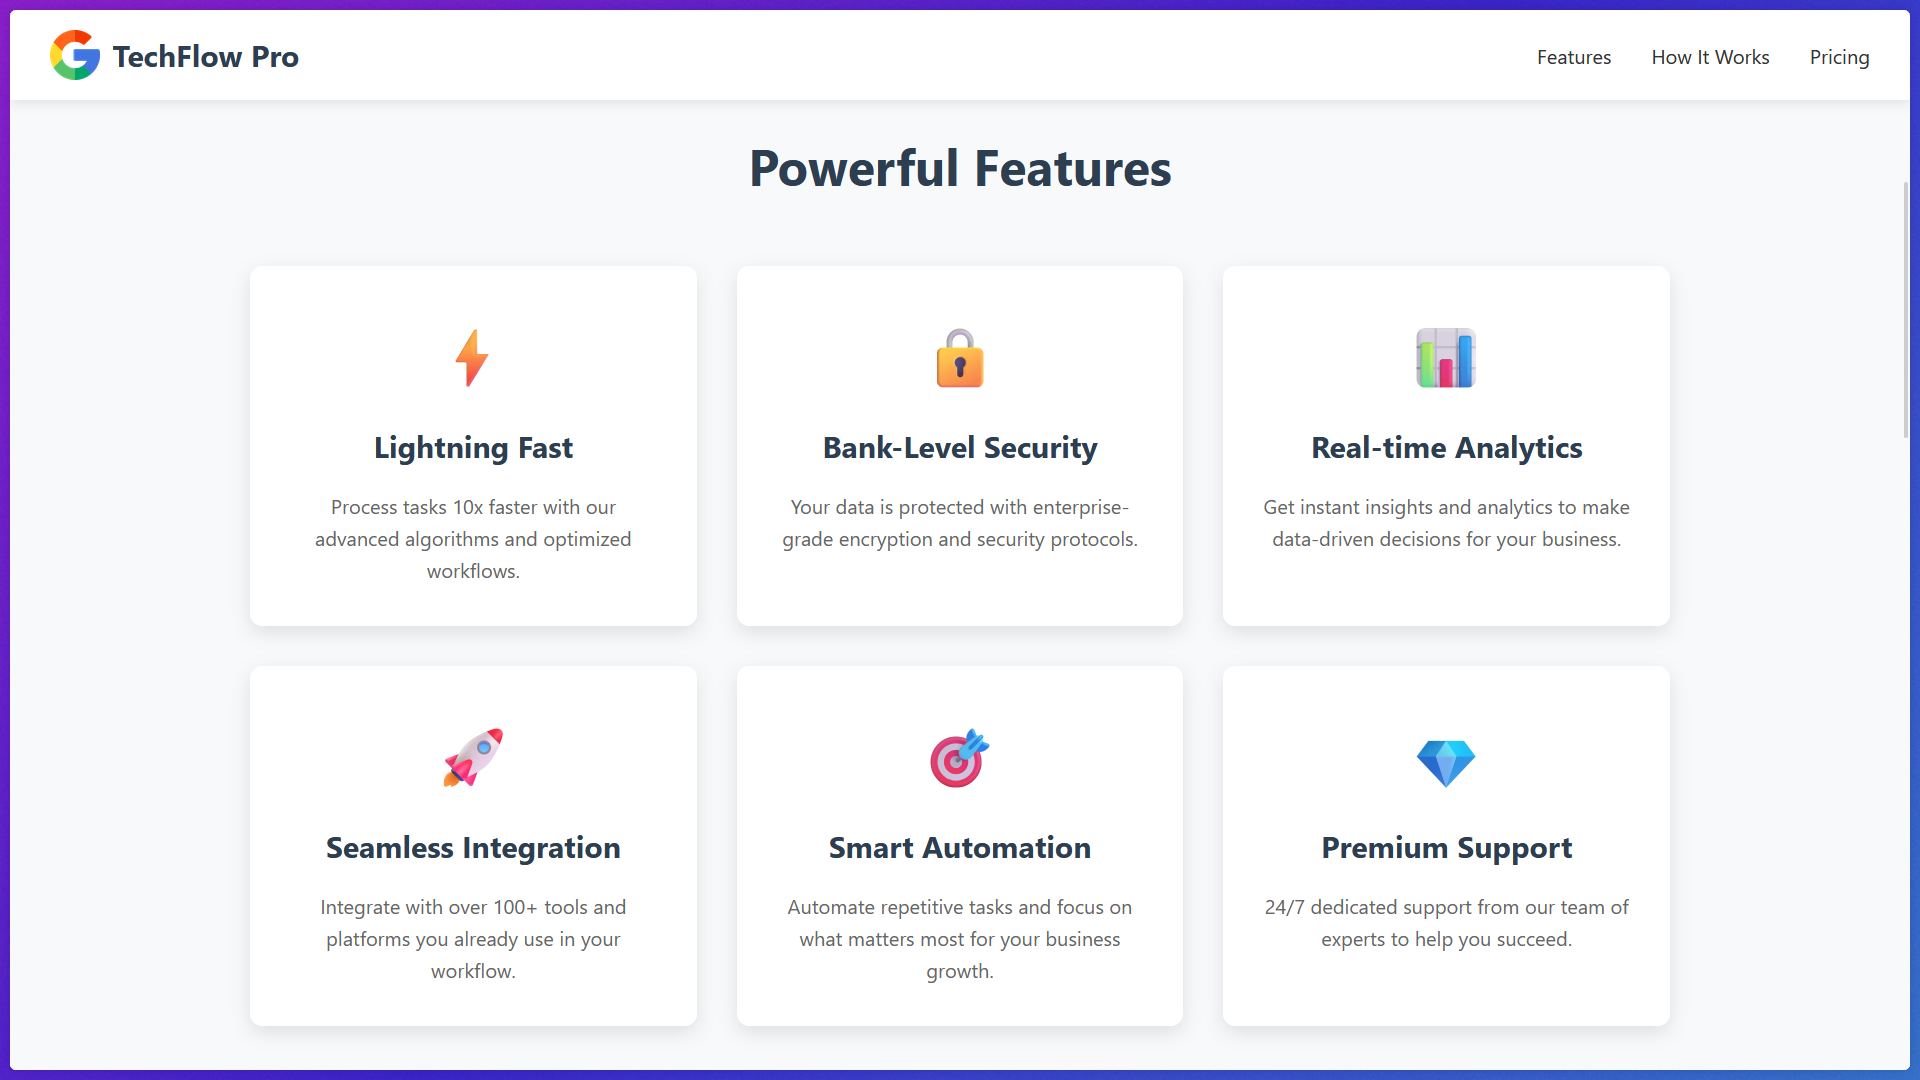 TechFlow Pro
Features
How It Works
Pricing
Powerful Features
Lightning Fast
Process tasks 10x faster with our
advanced algorithms and optimized
workflows.
Bank-Level Security
Your data is protected with enterprise-
grade encryption and security protocols.
Real-time Analytics
Get instant insights and analytics to make
data-driven decisions for your business.
Seamless Integration
Integrate with over 100+ tools and
platforms you already use in your
workflow.
Smart Automation
Automate repetitive tasks and focus on
what matters most for your business
growth.
Premium Support
24/7 dedicated support from our team of
experts to help you succeed.